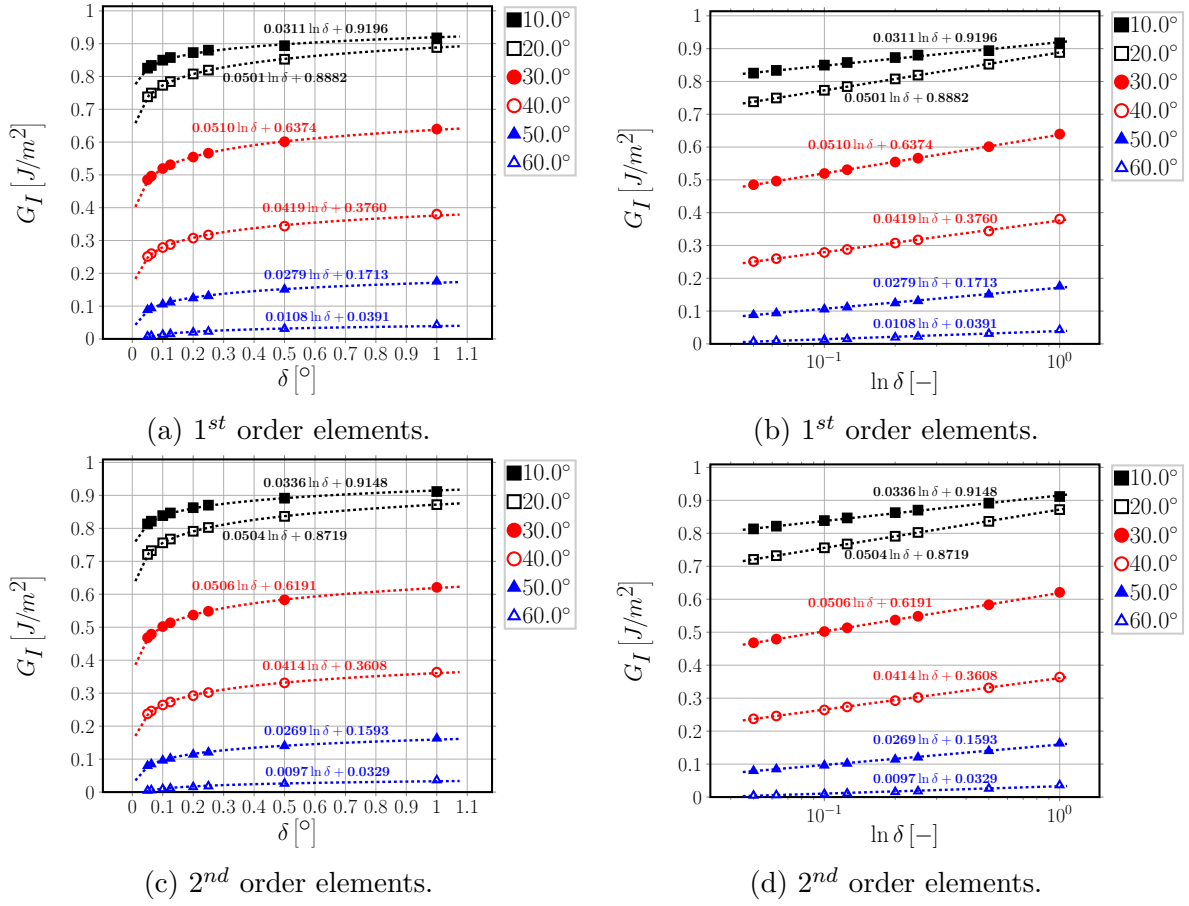 1
0.9
0.8
0.7
0.6
0.5
0.4
0.3
0.2
0.1
0
G_I [J/m^2]
0.0311 ln δ + 0.9196
0.0501 ln δ + 0.8882
0.0510 ln δ + 0.6374
0.0419 ln δ + 0.3760
0.0279 ln δ + 0.1713
0.0108 ln δ + 0.0391
0 0.1 0.2 0.3 0.4 0.5 0.6 0.7 0.8 0.9 1 1.1
δ [°]
10.0°
20.0°
30.0°
40.0°
50.0°
60.0°
(a) 1^{st} order elements.
1
0.9
0.8
0.7
0.6
0.5
0.4
0.3
0.2
0.1
0
G_I [J/m^2]
0.0311 ln δ + 0.9196
0.0501 ln δ + 0.8882
0.0510 ln δ + 0.6374
0.0419 ln δ + 0.3760
0.0279 ln δ + 0.1713
0.0108 ln δ + 0.0391
10^{-1} 10^0
ln δ [−]
10.0°
20.0°
30.0°
40.0°
50.0°
60.0°
(b) 1^{st} order elements.
1
0.9
0.8
0.7
0.6
0.5
0.4
0.3
0.2
0.1
0
G_I [J/m^2]
0.0336 ln δ + 0.9148
0.0504 ln δ + 0.8719
0.0506 ln δ + 0.6191
0.0414 ln δ + 0.3608
0.0269 ln δ + 0.1593
0.0097 ln δ + 0.0329
0 0.1 0.2 0.3 0.4 0.5 0.6 0.7 0.8 0.9 1 1.1
δ [°]
10.0°
20.0°
30.0°
40.0°
50.0°
60.0°
(c) 2^{nd} order elements.
1
0.9
0.8
0.7
0.6
0.5
0.4
0.3
0.2
0.1
0
G_I [J/m^2]
0.0336 ln δ + 0.9148
0.0504 ln δ + 0.8719
0.0506 ln δ + 0.6191
0.0414 ln δ + 0.3608
0.0269 ln δ + 0.1593
0.0097 ln δ + 0.0329
10^{-1} 10^0
ln δ [−]
10.0°
20.0°
30.0°
40.0°
50.0°
60.0°
(d) 2^{nd} order elements.